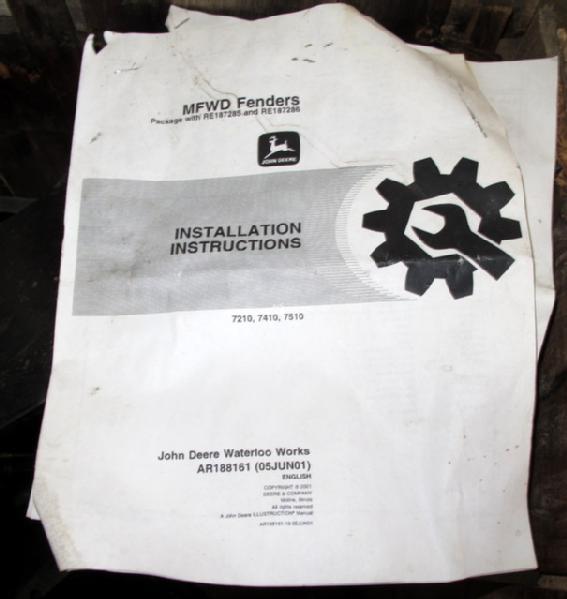 MFWD Fenders
Package with RE187285 and RE187286
JOHN DEERE
INSTALLATION
INSTRUCTIONS
7210, 7410, 7510
John Deere Waterloo Works
AR188161 (05JUN01)
ENGLISH
COPYRIGHT © 2001
DEERE & COMPANY
Moline, Illinois
All rights reserved
A John Deere ILLUSTRUCTION® Manual